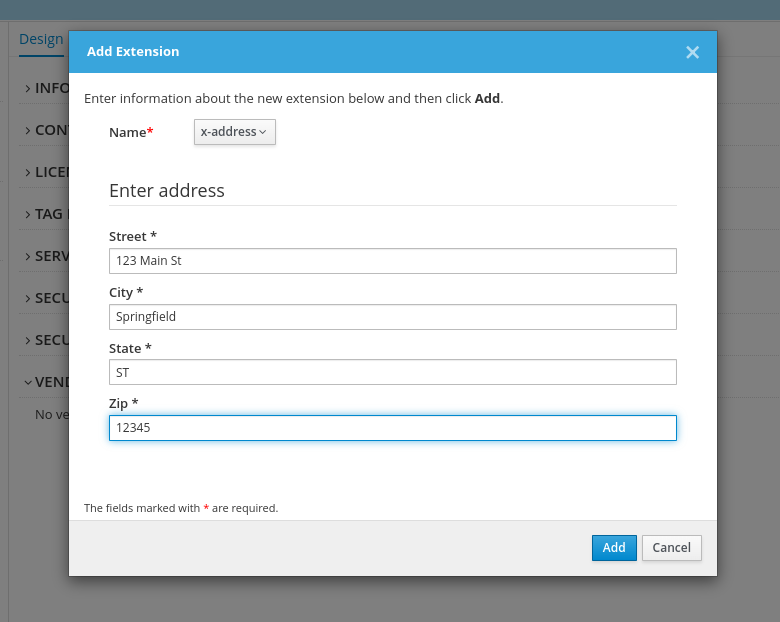 Design
Add Extension
Enter information about the new extension below and then click Add.
Name*
x-address
Enter address
Street *
123 Main St
City *
Springfield
State *
ST
Zip *
12345
The fields marked with * are required.
Add
Cancel
INFO
CON
LICE
TAG
SERV
SECU
SECU
VEND
No ve